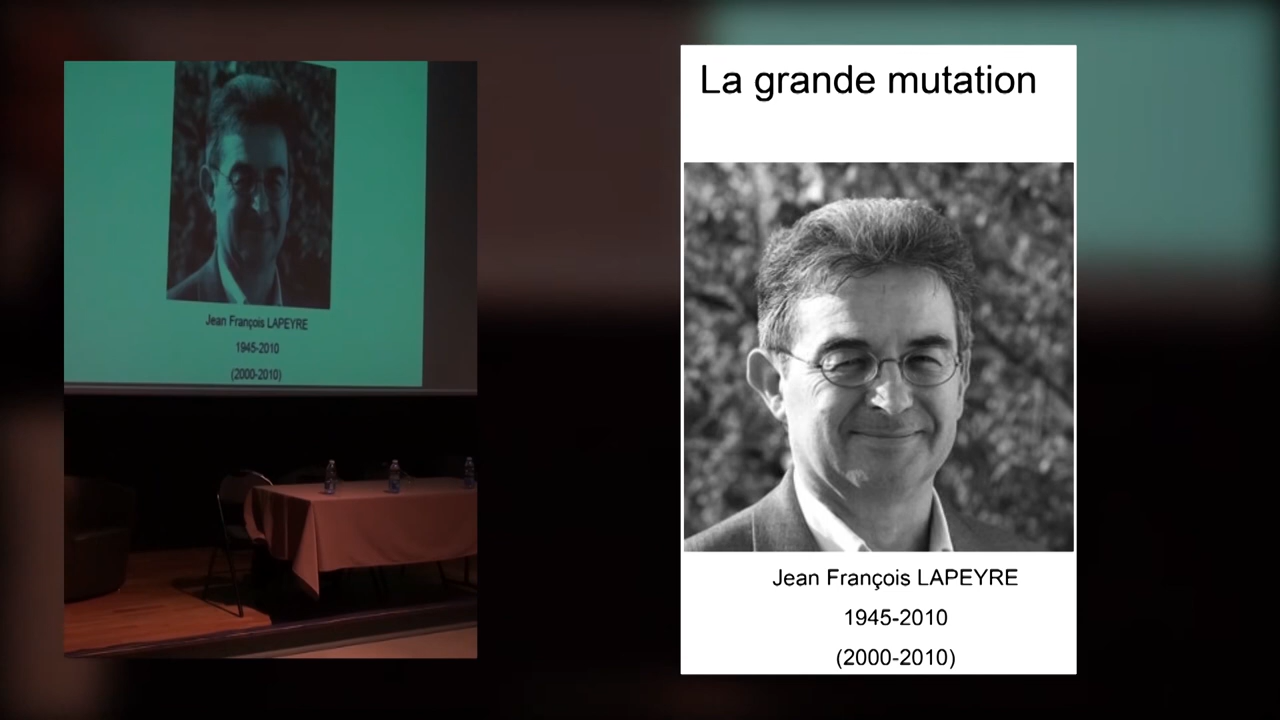 Jean François LAPEYRE
1945-2010
(2000-2010)
La grande mutation
Jean François LAPEYRE
1945-2010
(2000-2010)